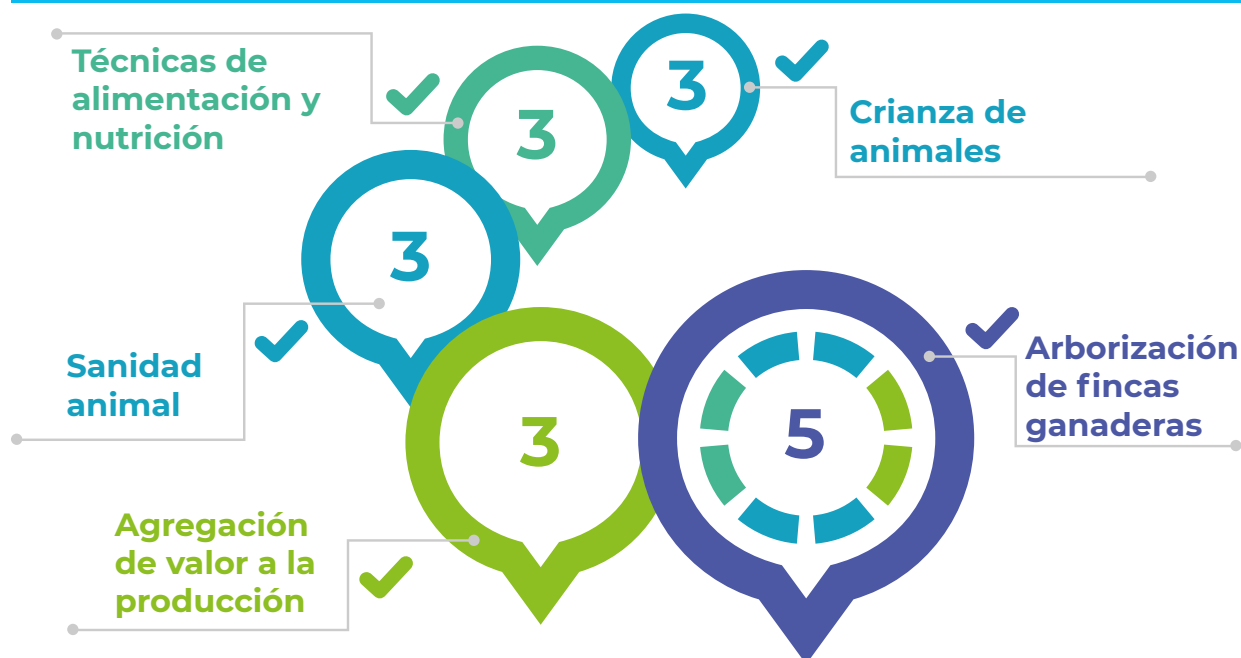 Técnicas de
alimentación y
nutrición
3
3
Crianza de
animales
3
Sanidad
animal
3
5
Arborización
de fincas
ganaderas
Agregación
de valor a la
producción